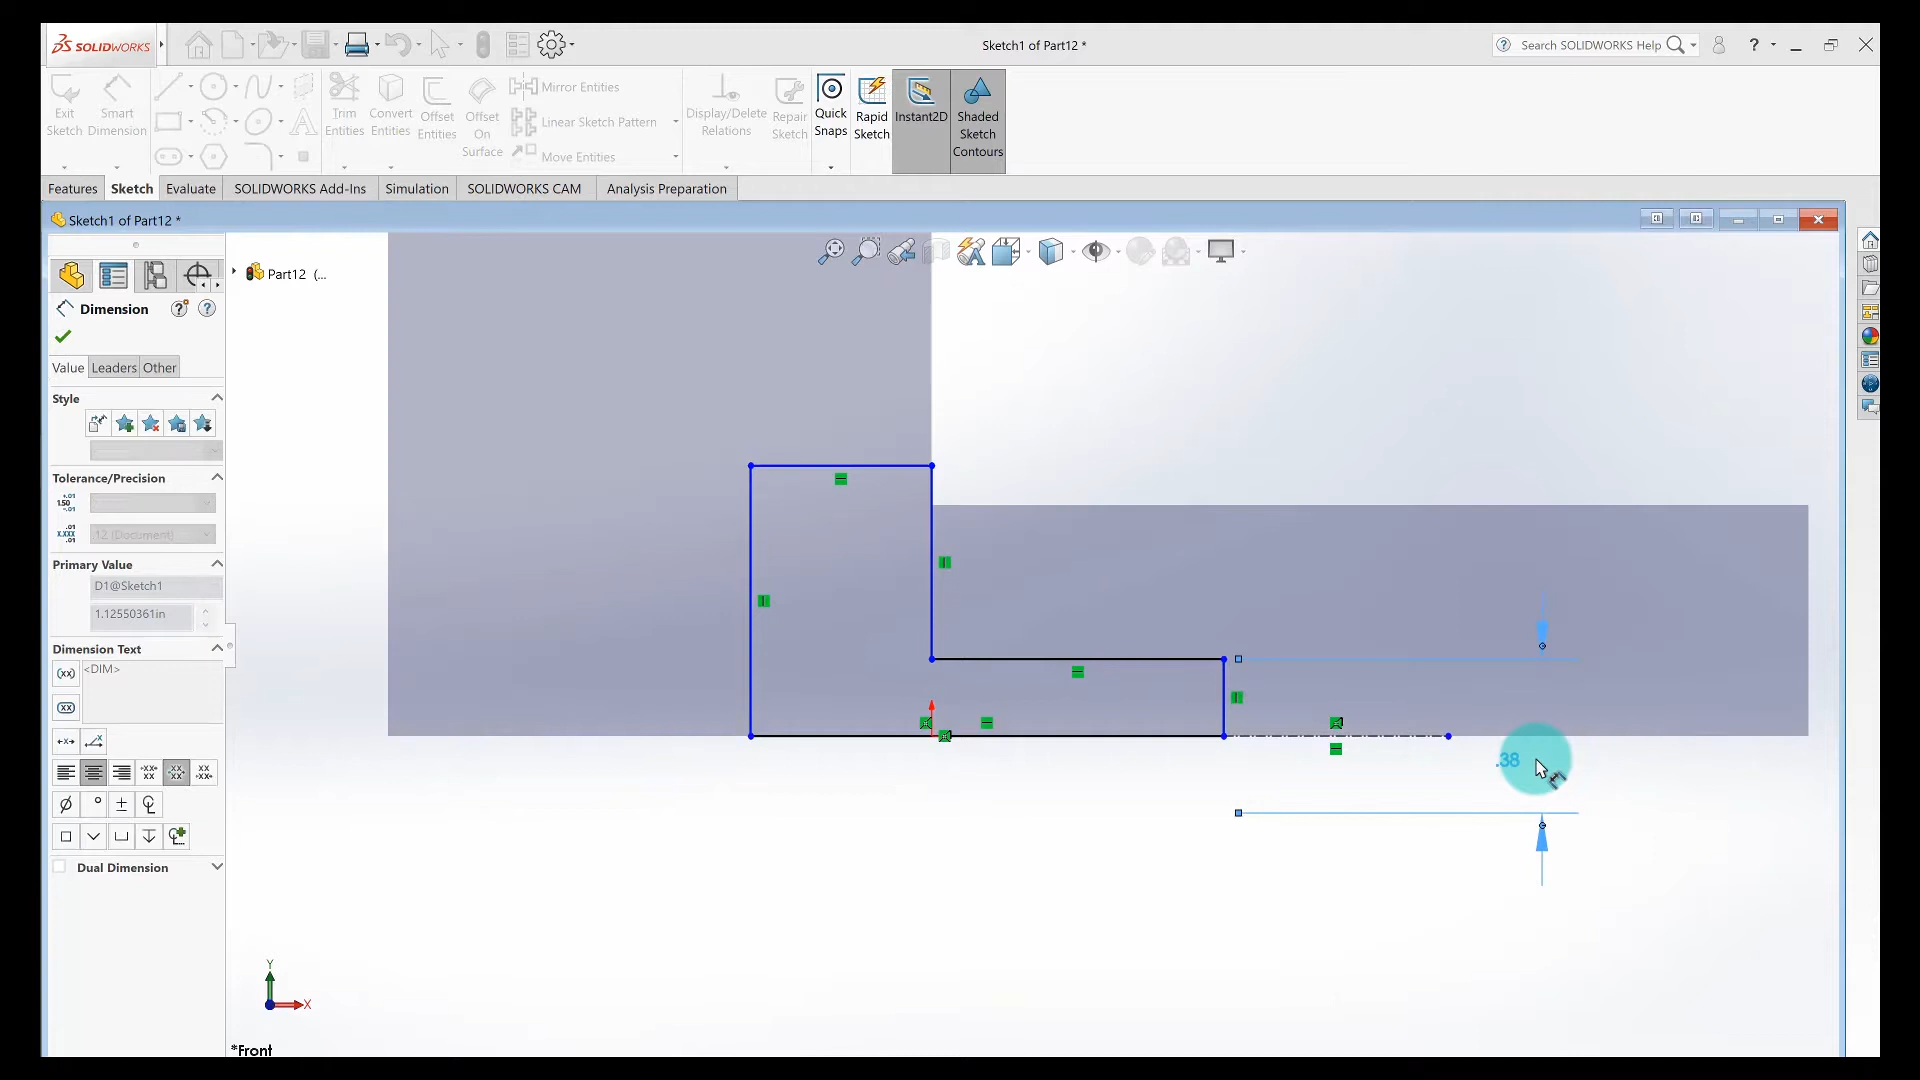 SOLIDWORKS
Sketch1 of Part12 *
Search SOLIDWORKS Help
?
Exit Sketch
Smart Dimension
Trim Entities
Convert Entities
Offset Entities
Offset On Surface
Mirror Entities
Linear Sketch Pattern
Move Entities
Display/Delete Relations
Repair Sketch
Quick Snaps
Rapid Sketch
Instant2D
Shaded Sketch Contours
Features
Sketch
Evaluate
SOLIDWORKS Add-Ins
Simulation
SOLIDWORKS CAM
Analysis Preparation
Sketch1 of Part12 *
Part12 (...
Dimension
Value
Leaders
Other
Style
Tolerance/Precision
12 (Document)
Primary Value
D1@Sketch1
1.12550361in
Dimension Text
<DIM>
Dual Dimension
.38
Y
X
*Front